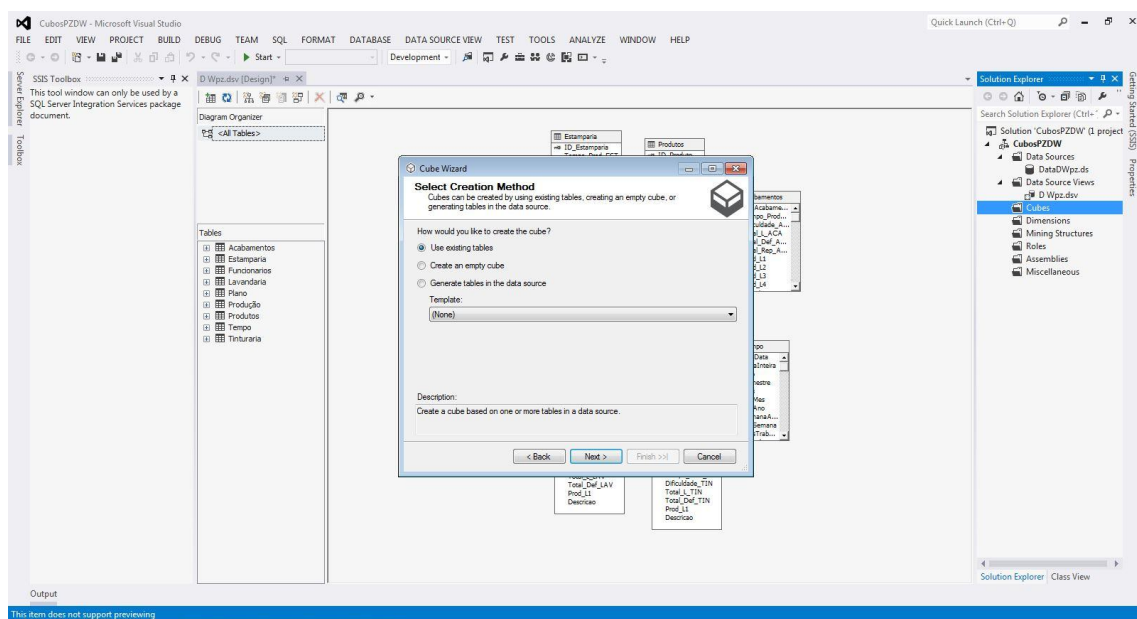 CubosPZDW - Microsoft Visual Studio
Quick Launch (Ctrl+Q)
FILE EDIT VIEW PROJECT BUILD DEBUG TEAM SQL FORMAT DATABASE DATA SOURCE VIEW TEST TOOLS ANALYZE WINDOW HELP
Start -
Development -
Server Explorer
Toolbox
SSIS Toolbox
This tool window can only be used by a
SQL Server Integration Services package
document.
D Wpz.dsv [Design]*
Diagram Organizer
<All Tables>
Tables
Acabamentos
Estamparia
Funcionarios
Lavandaria
Plano
Produção
Produtos
Tempo
Tinturaria
Estamparia
ID_Estamparia
Produtos
Cube Wizard
Select Creation Method
Cubes can be created by using existing tables, creating an empty cube, or
generating tables in the data source.
How would you like to create the cube?
Use existing tables
Create an empty cube
Generate tables in the data source
Template:
(None)
Description:
Create a cube based on one or more tables in a data source.
< Back
Next >
Finish >>|
Cancel
Total_Def_LAV
Prod_L1
Descricao
Dificuldade_TIN
Total_L_TIN
Total_Def_TIN
Prod_L1
Descricao
Solution Explorer
Search Solution Explorer (Ctrl+
Solution 'CubosPZDW' (1 project
CubosPZDW
Data Sources
DataDWpz.ds
Data Source Views
D Wpz.dsv
Cubes
Dimensions
Mining Structures
Roles
Assemblies
Miscellaneous
Solution Explorer Class View
Getting Started (SSIS)
Properties
Output
This item does not support previewing